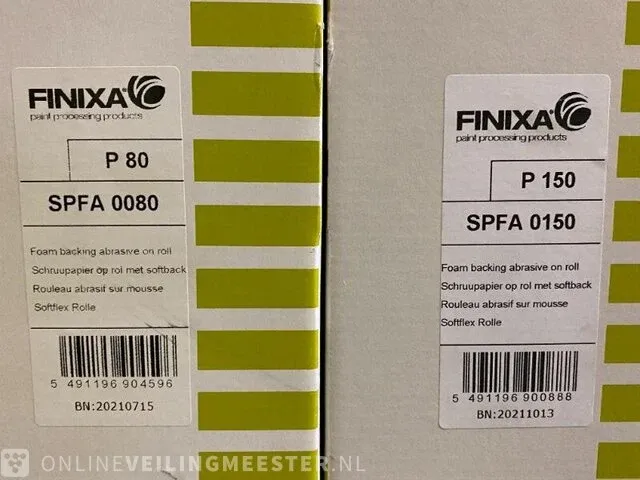 FINIXA
paint processing products
P 80
SPFA 0080
Foam backing abrasive on roll
Schruupapier op rol met softback
Rouleau abrasif sur mousse
Softflex Rolle
5 491196 904596
BN:20210715
FINIXA
paint processing products
P 150
SPFA 0150
Foam backing abrasive on roll
Schruupapier op rol met softback
Rouleau abrasif sur mousse
Softflex Rolle
5 491196 900888
BN:20211013
ONLINEVEILINGMEESTER.NL